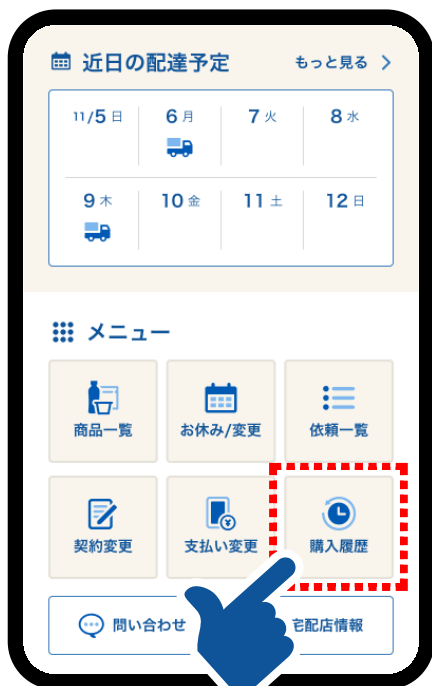 近日の配達予定 もっと見る
11/5 日 6 月 7 火 8 水
9 木 10 金 11 土 12 日
メニュー
商品一覧 お休み/変更 依頼一覧
契約変更 支払い変更 購入履歴
¥
問い合わせ 宅配店情報